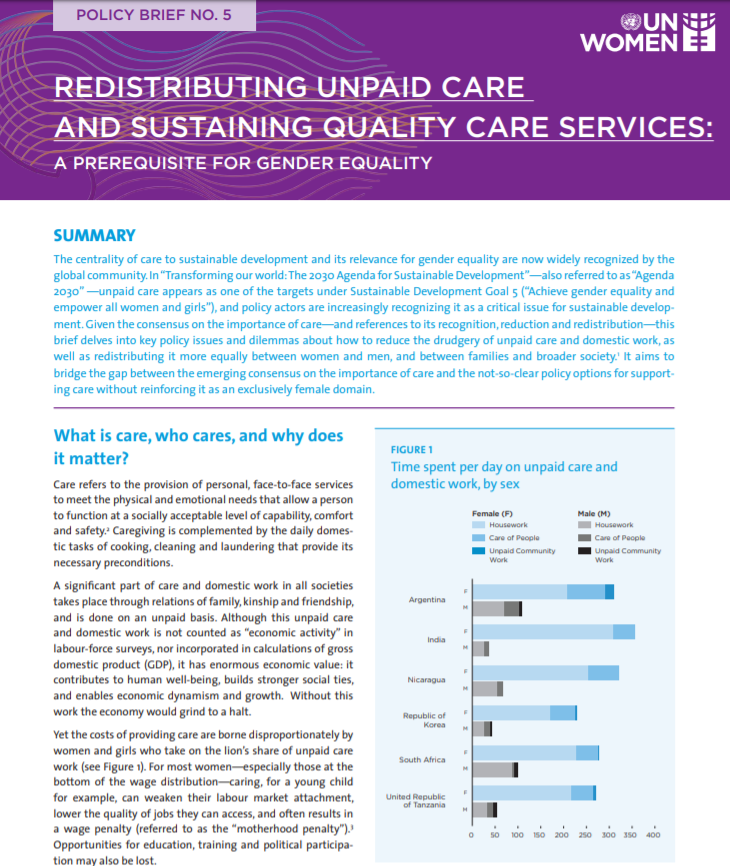 POLICY BRIEF NO. 5
UN
WOMEN
REDISTRIBUTING UNPAID CARE
AND SUSTAINING QUALITY CARE SERVICES:
A PREREQUISITE FOR GENDER EQUALITY
SUMMARY
The centrality of care to sustainable development and its relevance for gender equality are now widely recognized by the
global community. In “Transforming our world: The 2030 Agenda for Sustainable Development”—also referred to as “Agenda
2030” —unpaid care appears as one of the targets under Sustainable Development Goal 5 (“Achieve gender equality and
empower all women and girls”), and policy actors are increasingly recognizing it as a critical issue for sustainable develop-
ment. Given the consensus on the importance of care—and references to its recognition, reduction and redistribution—this
brief delves into key policy issues and dilemmas about how to reduce the drudgery of unpaid care and domestic work, as
well as redistributing it more equally between women and men, and between families and broader society.¹ It aims to
bridge the gap between the emerging consensus on the importance of care and the not-so-clear policy options for support-
ing care without reinforcing it as an exclusively female domain.
What is care, who cares, and why does
it matter?
Care refers to the provision of personal, face-to-face services
to meet the physical and emotional needs that allow a person
to function at a socially acceptable level of capability, comfort
and safety.² Caregiving is complemented by the daily domes-
tic tasks of cooking, cleaning and laundering that provide its
necessary preconditions.
A significant part of care and domestic work in all societies
takes place through relations of family, kinship and friendship,
and is done on an unpaid basis. Although this unpaid care
and domestic work is not counted as “economic activity” in
labour-force surveys, nor incorporated in calculations of gross
domestic product (GDP), it has enormous economic value: it
contributes to human well-being, builds stronger social ties,
and enables economic dynamism and growth. Without this
work the economy would grind to a halt.
Yet the costs of providing care are borne disproportionately by
women and girls who take on the lion’s share of unpaid care
work (see Figure 1). For most women—especially those at the
bottom of the wage distribution—caring, for a young child
for example, can weaken their labour market attachment,
lower the quality of jobs they can access, and often results in
a wage penalty (referred to as the “motherhood penalty”).³
Opportunities for education, training and political participa-
tion may also be lost.
FIGURE 1
Time spent per day on unpaid care and
domestic work, by sex
Female (F)
Housework
Care of People
Unpaid Community
Work
Male (M)
Housework
Care of People
Unpaid Community
Work
Argentina
F
M
India
F
M
Nicaragua
F
M
Republic of
Korea
F
M
South Africa
F
M
United Republic
of Tanzania
F
M
0 50 100 150 200 250 300 350 400